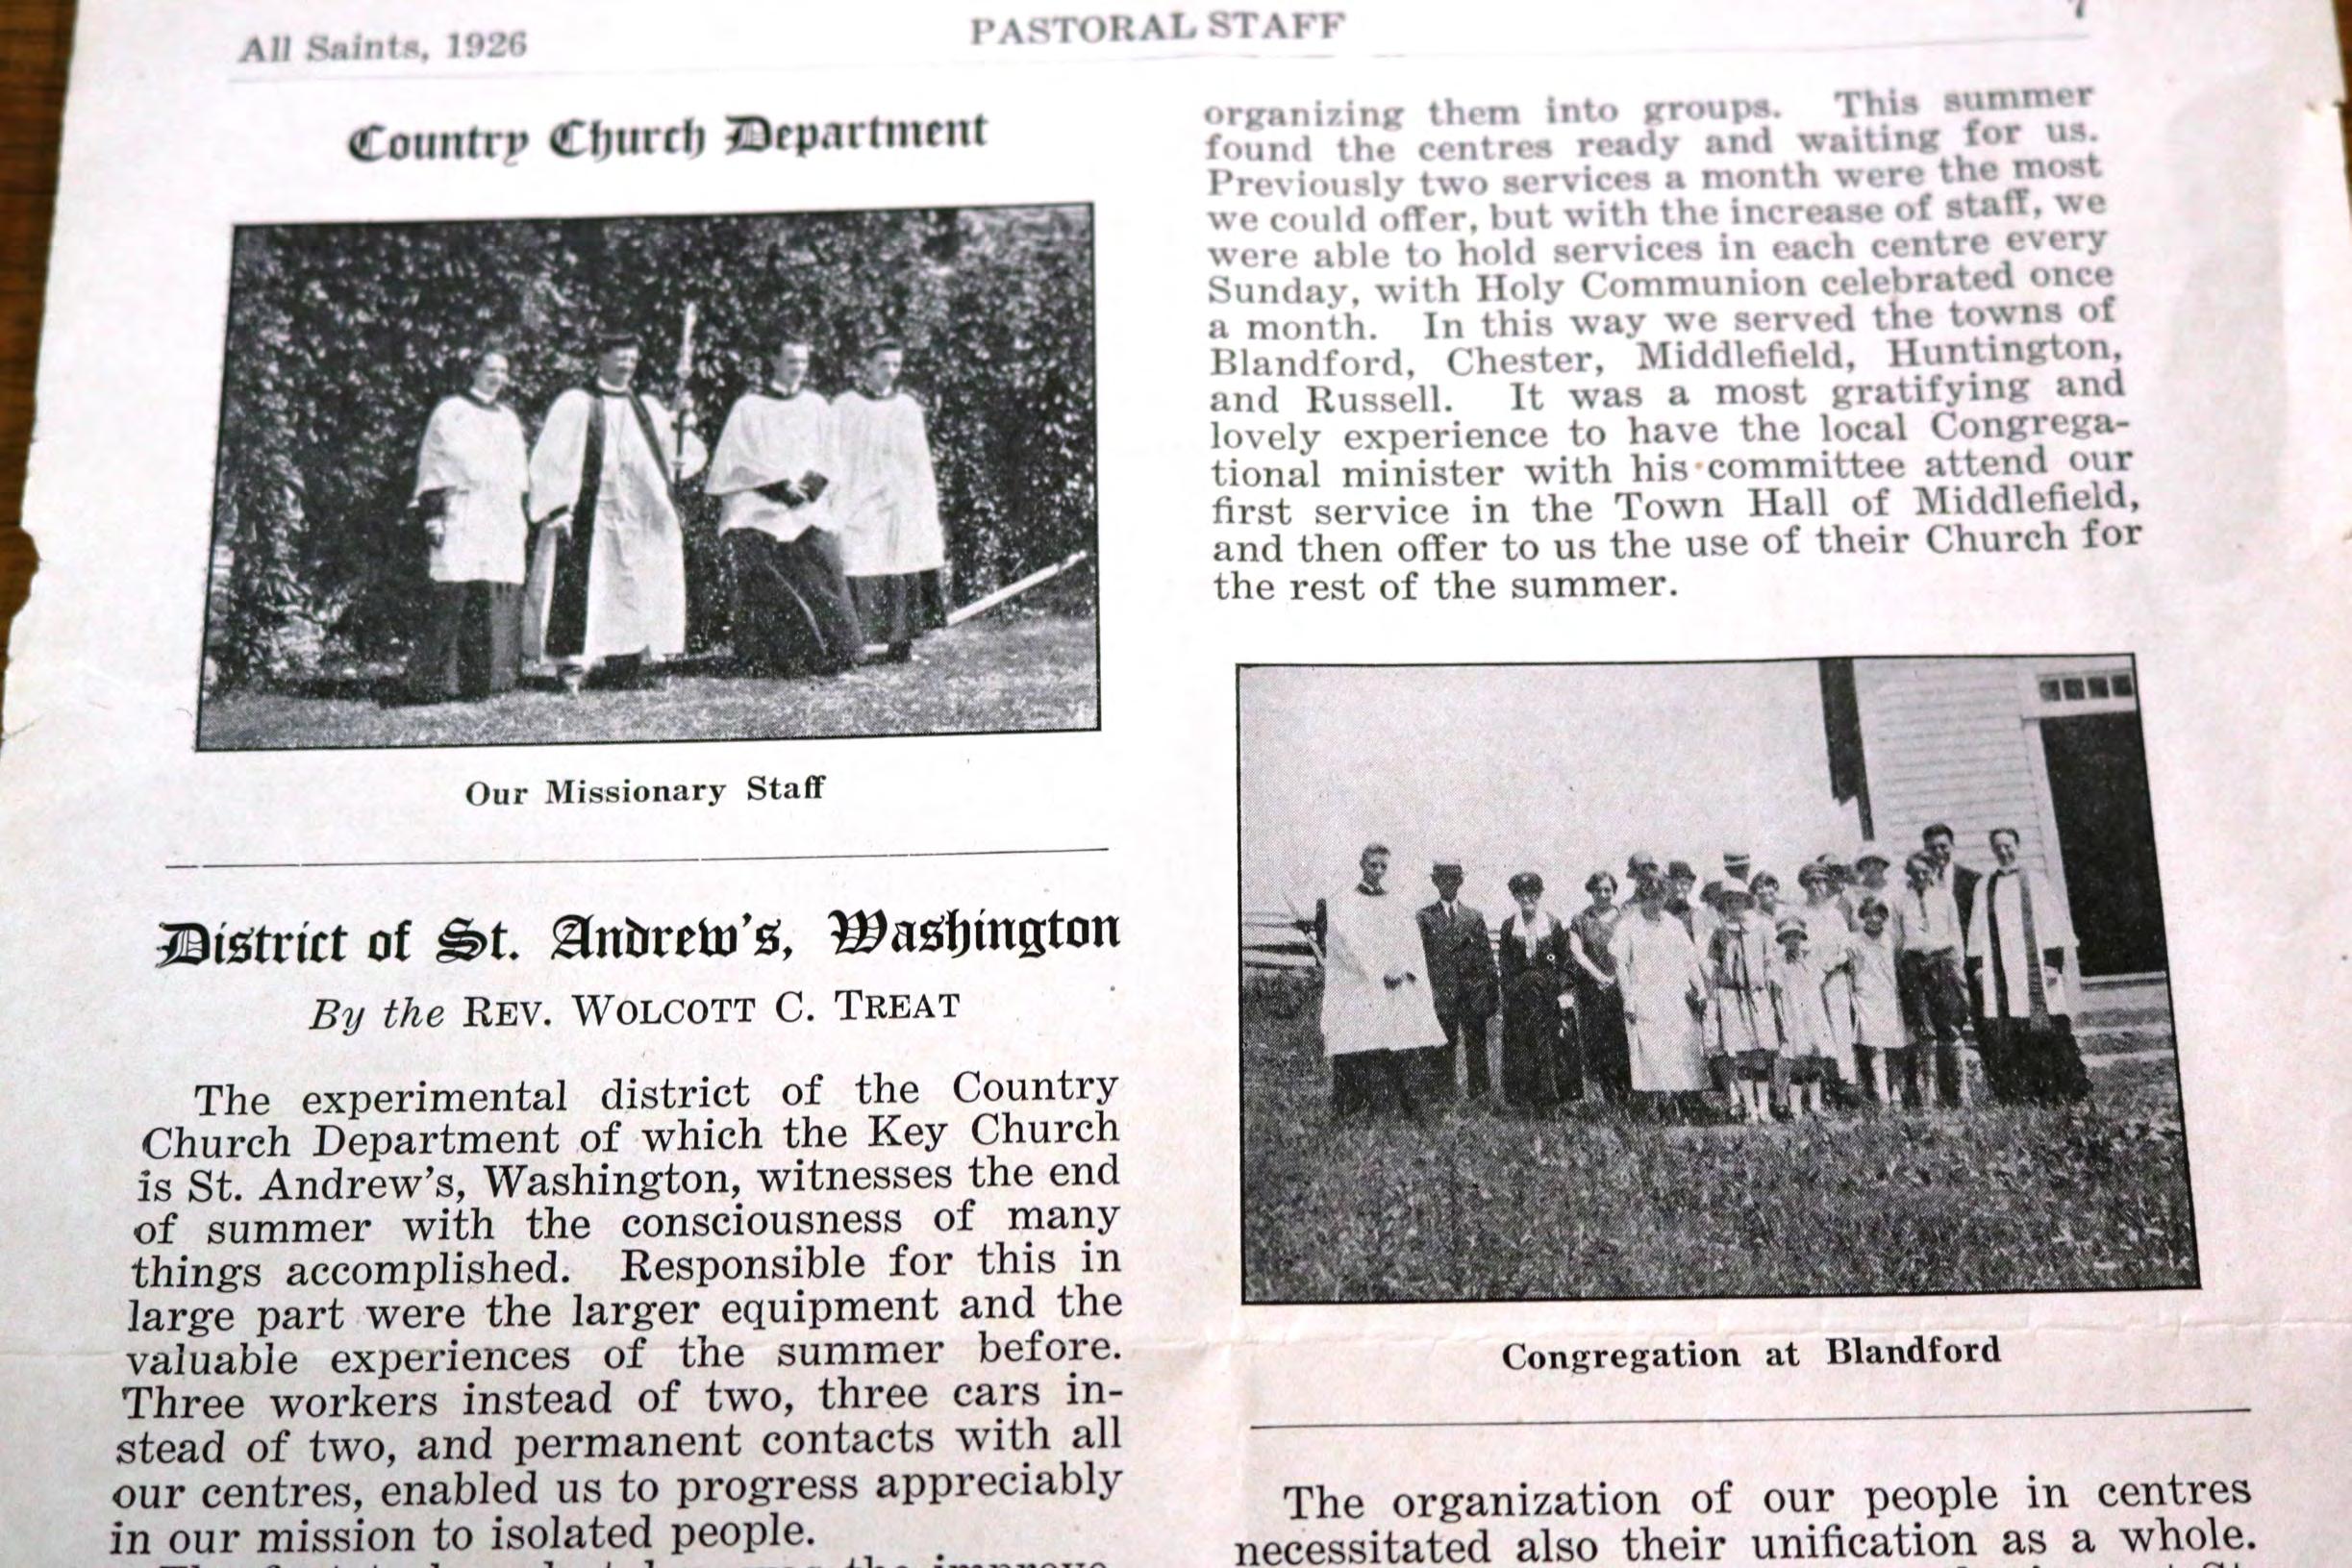 All Saints, 1926
PASTORAL STAFF
7
Country Church Department
Our Missionary Staff
District of St. Andrew's, Washington
By the REV. WOLCOTT C. TREAT
The experimental district of the Country
Church Department of which the Key Church
is St. Andrew's, Washington, witnesses the end
of summer with the consciousness of many
things accomplished. Responsible for this in
large part were the larger equipment and the
valuable experiences of the summer before.
Three workers instead of two, three cars in-
stead of two, and permanent contacts with all
our centres, enabled us to progress appreciably
in our mission to isolated people.
organizing them into groups. This summer
found the centres ready and waiting for us.
Previously two services a month were the most
we could offer, but with the increase of staff, we
were able to hold services in each centre every
Sunday, with Holy Communion celebrated once
a month. In this way we served the towns of
Blandford, Chester, Middlefield, Huntington,
and Russell. It was a most gratifying and
lovely experience to have the local Congrega-
tional minister with his committee attend our
first service in the Town Hall of Middlefield,
and then offer to us the use of their Church for
the rest of the summer.
Congregation at Blandford
The organization of our people in centres
necessitated also their unification as a whole.